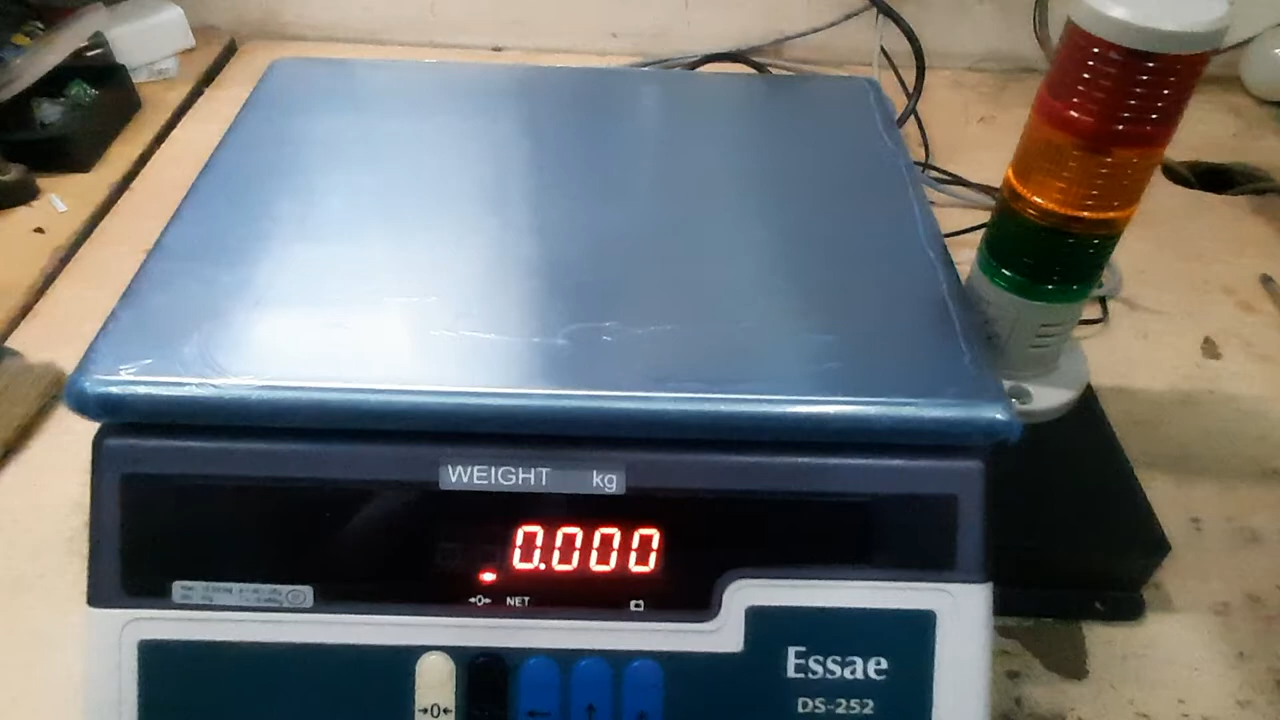 WEIGHT kg
0.000
→0← NET
Essae
DS-252
→0←